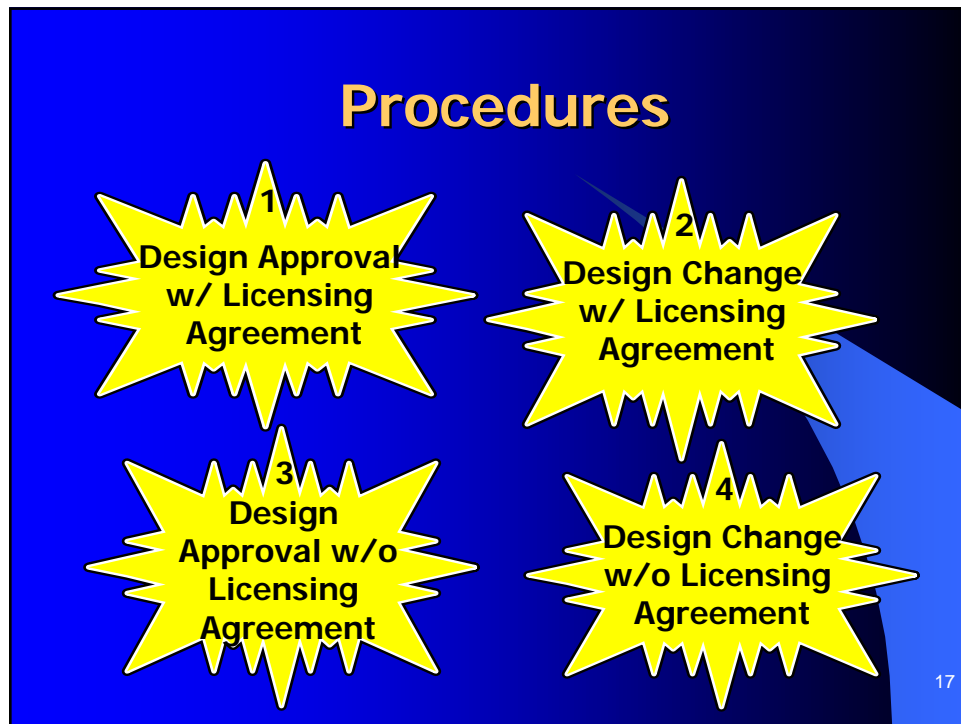 Procedures
1
Design Approval
w/ Licensing
Agreement
2
Design Change
w/ Licensing
Agreement
3
Design
Approval w/o
Licensing
Agreement
4
Design Change
w/o Licensing
Agreement
17